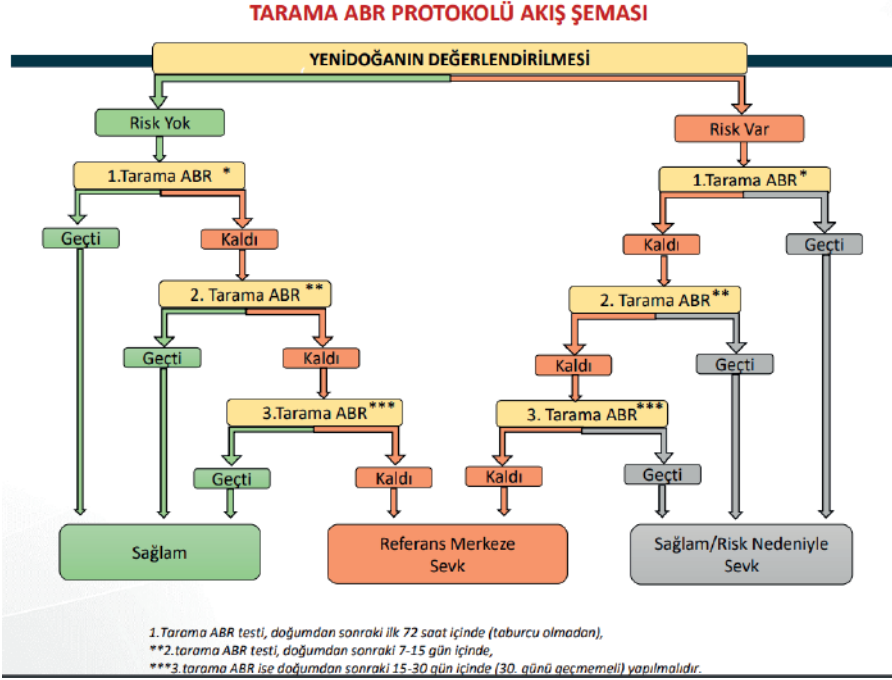 TARAMA ABR PROTOKOLÜ AKIŞ ŞEMASI
YENİDOĞANIN DEĞERLENDİRİLMESİ
Risk Yok
Risk Var
1.Tarama ABR *
1.Tarama ABR*
Geçti
Kaldı
Kaldı
Geçti
2. Tarama ABR **
2. Tarama ABR**
Geçti
Kaldı
Kaldı
Geçti
3.Tarama ABR***
3. Tarama ABR***
Geçti
Kaldı
Kaldı
Geçti
Sağlam
Referans Merkeze
Sevk
Sağlam/Risk Nedeniyle
Sevk
1.Tarama ABR testi, doğumdan sonraki ilk 72 saat içinde (taburcu olmadan),
**2.tarama ABR testi, doğumdan sonraki 7-15 gün içinde,
***3.tarama ABR ise doğumdan sonraki 15-30 gün içinde (30. günü geçmemeli) yapılmalıdır.